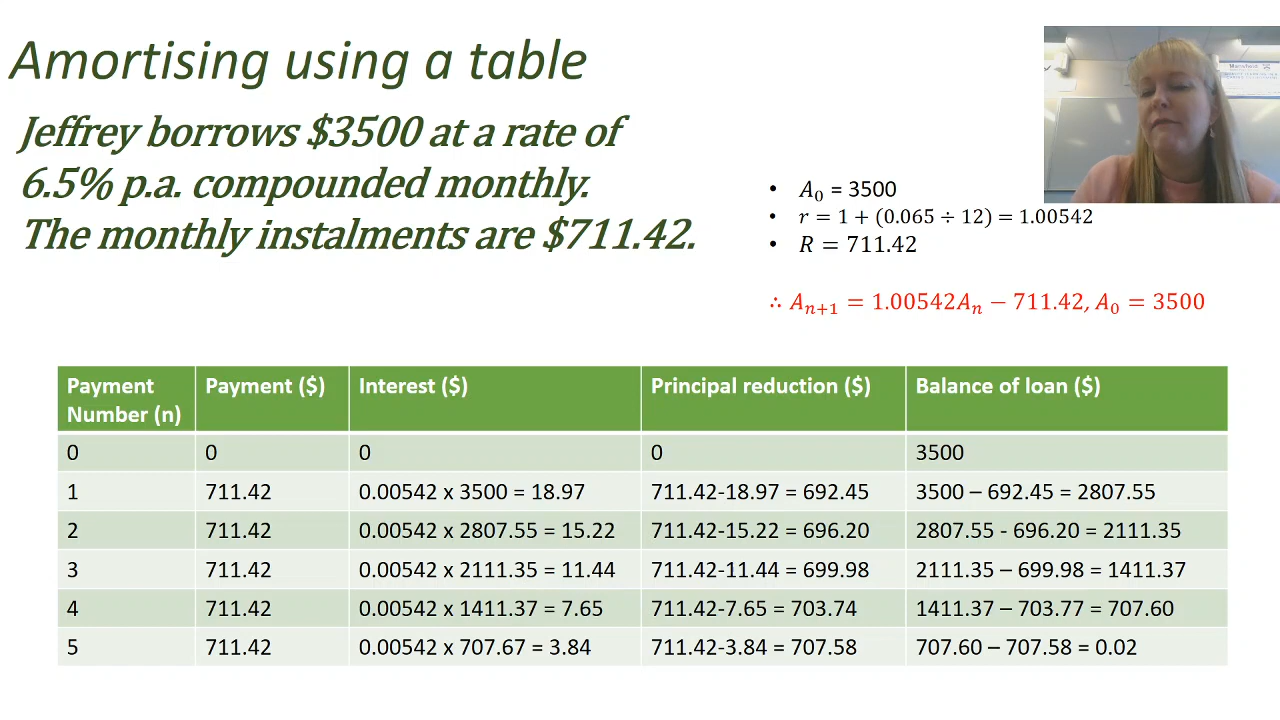 Amortising using a table
Jeffrey borrows $3500 at a rate of
6.5% p.a. compounded monthly.
The monthly instalments are $711.42.
• A₀ = 3500
• r = 1 + (0.065 ÷ 12) = 1.00542
• R = 711.42
∴ Aₙ₊₁ = 1.00542Aₙ − 711.42, A₀ = 3500
Payment Number (n) Payment ($) Interest ($) Principal reduction ($) Balance of loan ($)
0 0 0 0 3500
1 711.42 0.00542 x 3500 = 18.97 711.42-18.97 = 692.45 3500 – 692.45 = 2807.55
2 711.42 0.00542 x 2807.55 = 15.22 711.42-15.22 = 696.20 2807.55 - 696.20 = 2111.35
3 711.42 0.00542 x 2111.35 = 11.44 711.42-11.44 = 699.98 2111.35 – 699.98 = 1411.37
4 711.42 0.00542 x 1411.37 = 7.65 711.42-7.65 = 703.74 1411.37 – 703.77 = 707.60
5 711.42 0.00542 x 707.67 = 3.84 711.42-3.84 = 707.58 707.60 – 707.58 = 0.02